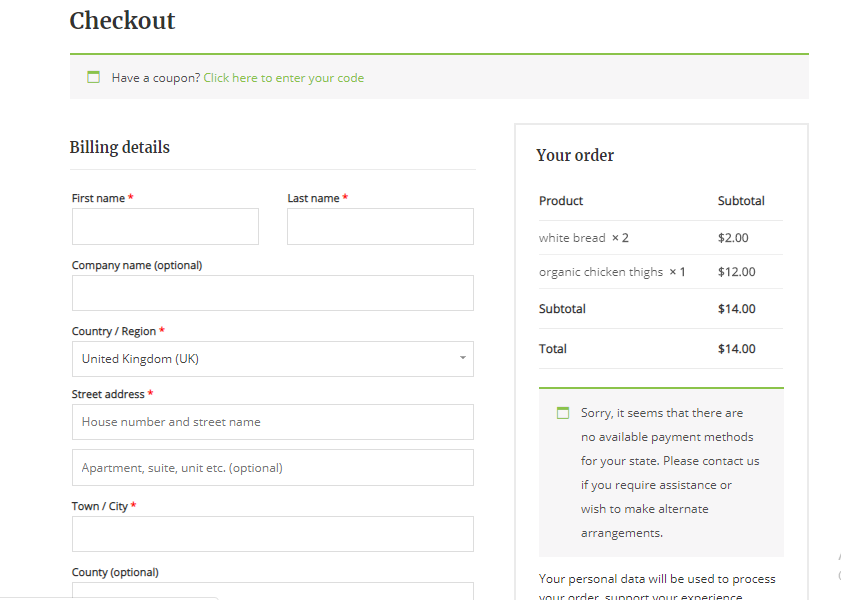 Checkout
Have a coupon? Click here to enter your code
Billing details
First name *
Last name *
Company name (optional)
Country / Region *
United Kingdom (UK)
Street address *
House number and street name
Apartment, suite, unit etc. (optional)
Town / City *
County (optional)
Your order
Product Subtotal
white bread × 2 $2.00
organic chicken thighs × 1 $12.00
Subtotal $14.00
Total $14.00
Sorry, it seems that there are
no available payment methods
for your state. Please contact us
if you require assistance or
wish to make alternate
arrangements.
Your personal data will be used to process
your order, support your experience